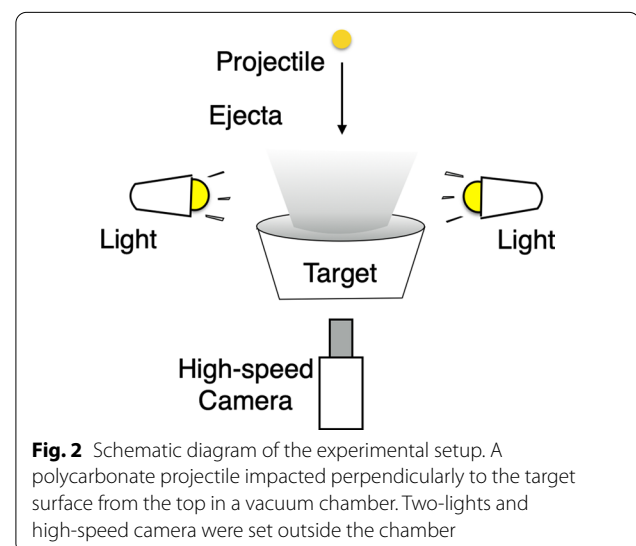 Projectile
Ejecta
Light
Light
Target
High-speed
Camera
Fig. 2 Schematic diagram of the experimental setup. A
polycarbonate projectile impacted perpendicularly to the target
surface from the top in a vacuum chamber. Two-lights and
high-speed camera were set outside the chamber